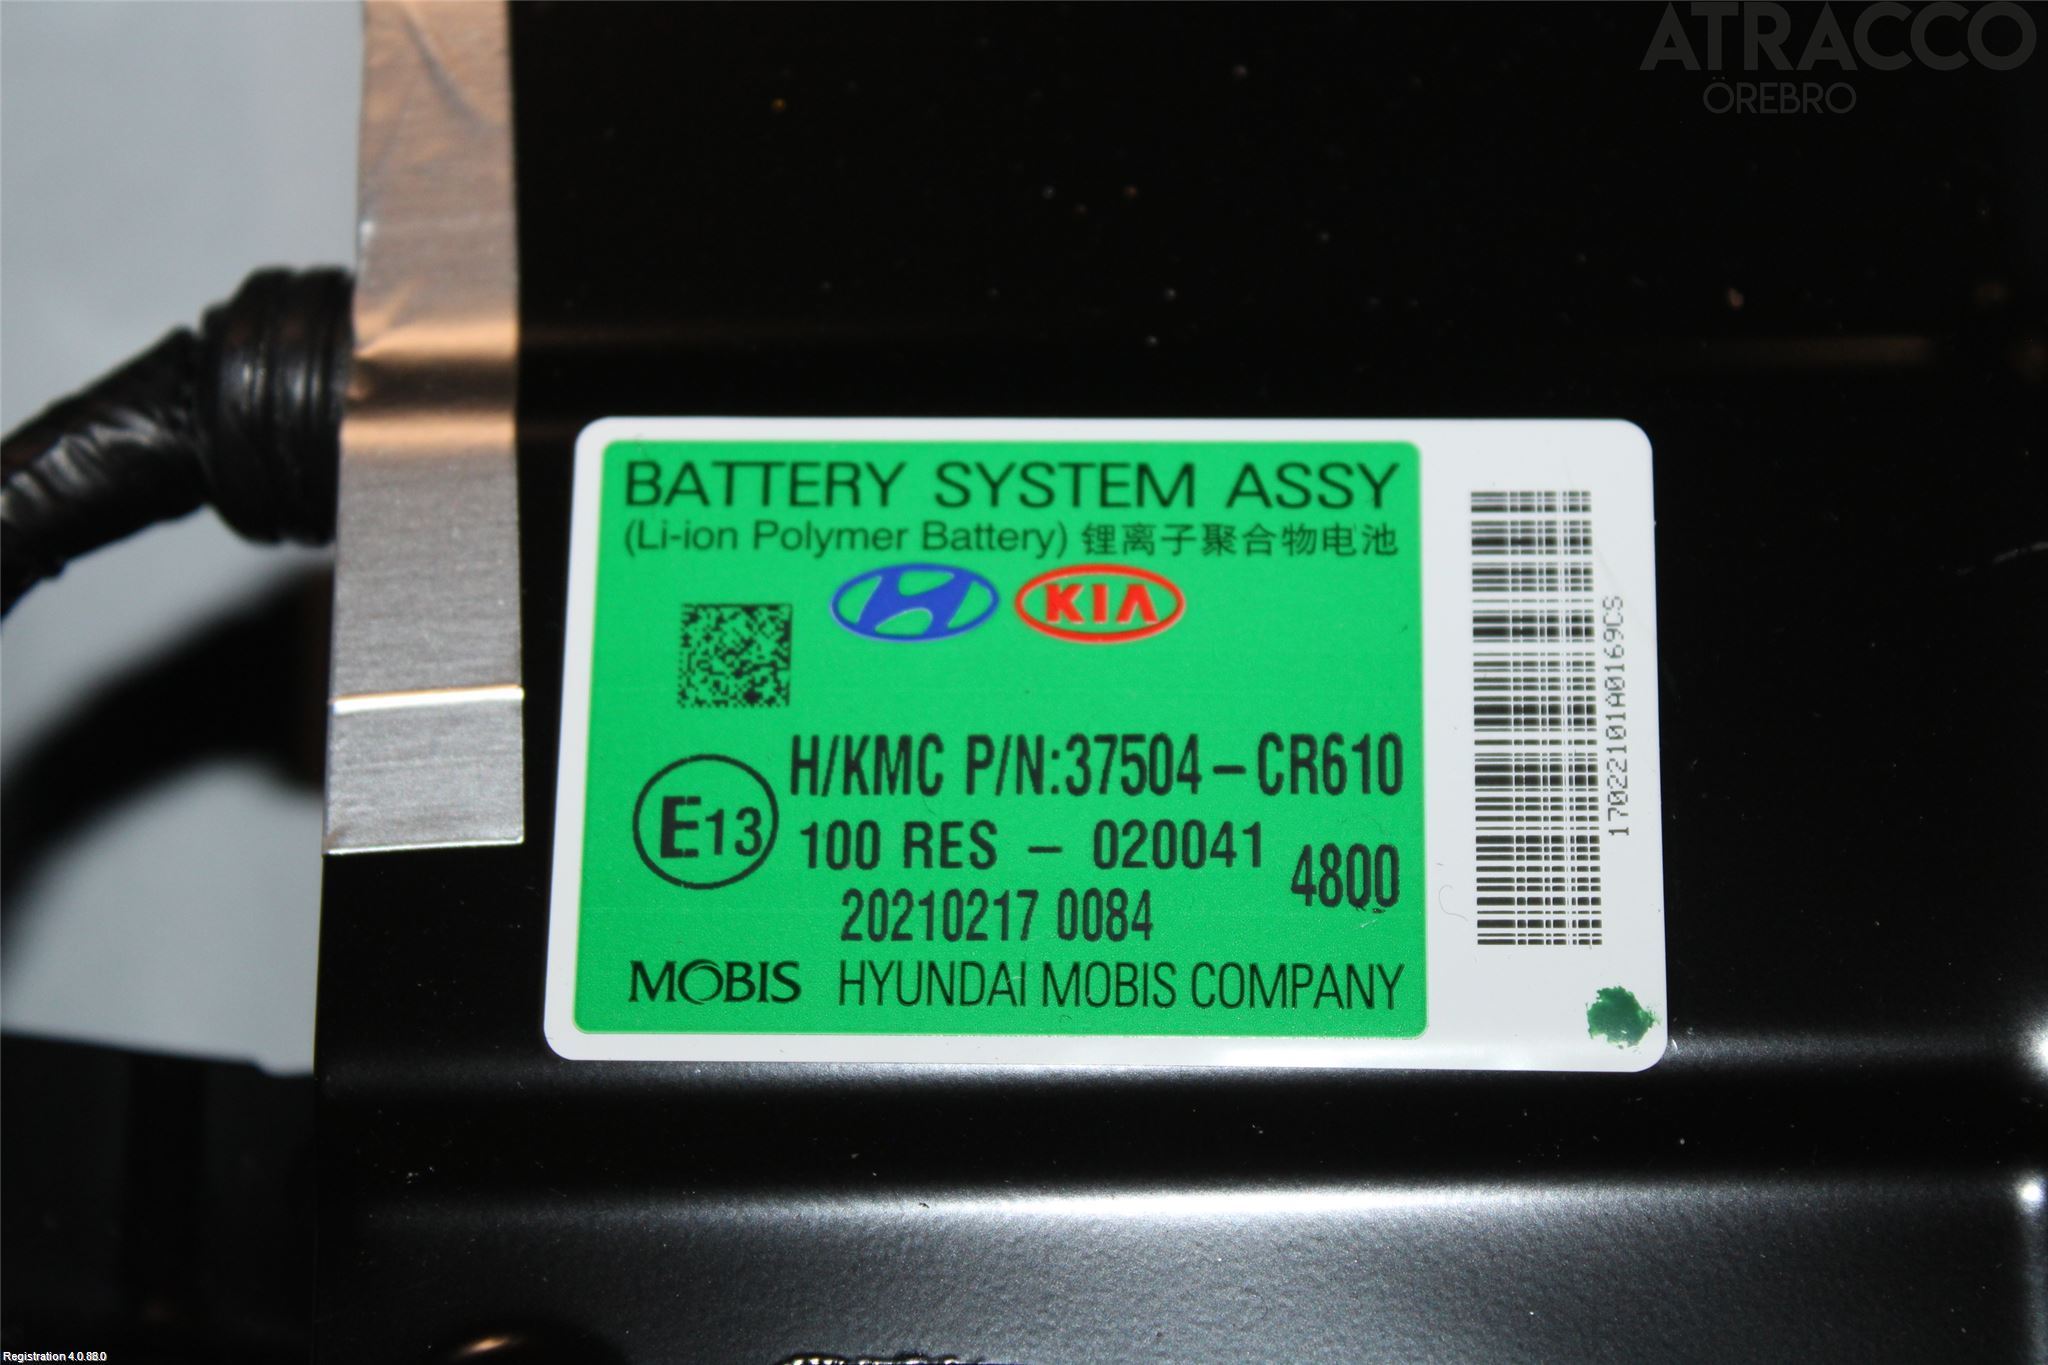 ATRACCO
ÖREBRO
BATTERY SYSTEM ASSY
(Li-ion Polymer Battery) 锂离子聚合物电池
KIA
H/KMC P/N:37504-CR610
E13
100 RES - 020041
4800
20210217 0084
MOBIS HYUNDAI MOBIS COMPANY
17022101A0169CS
Registration 4.0.88.0